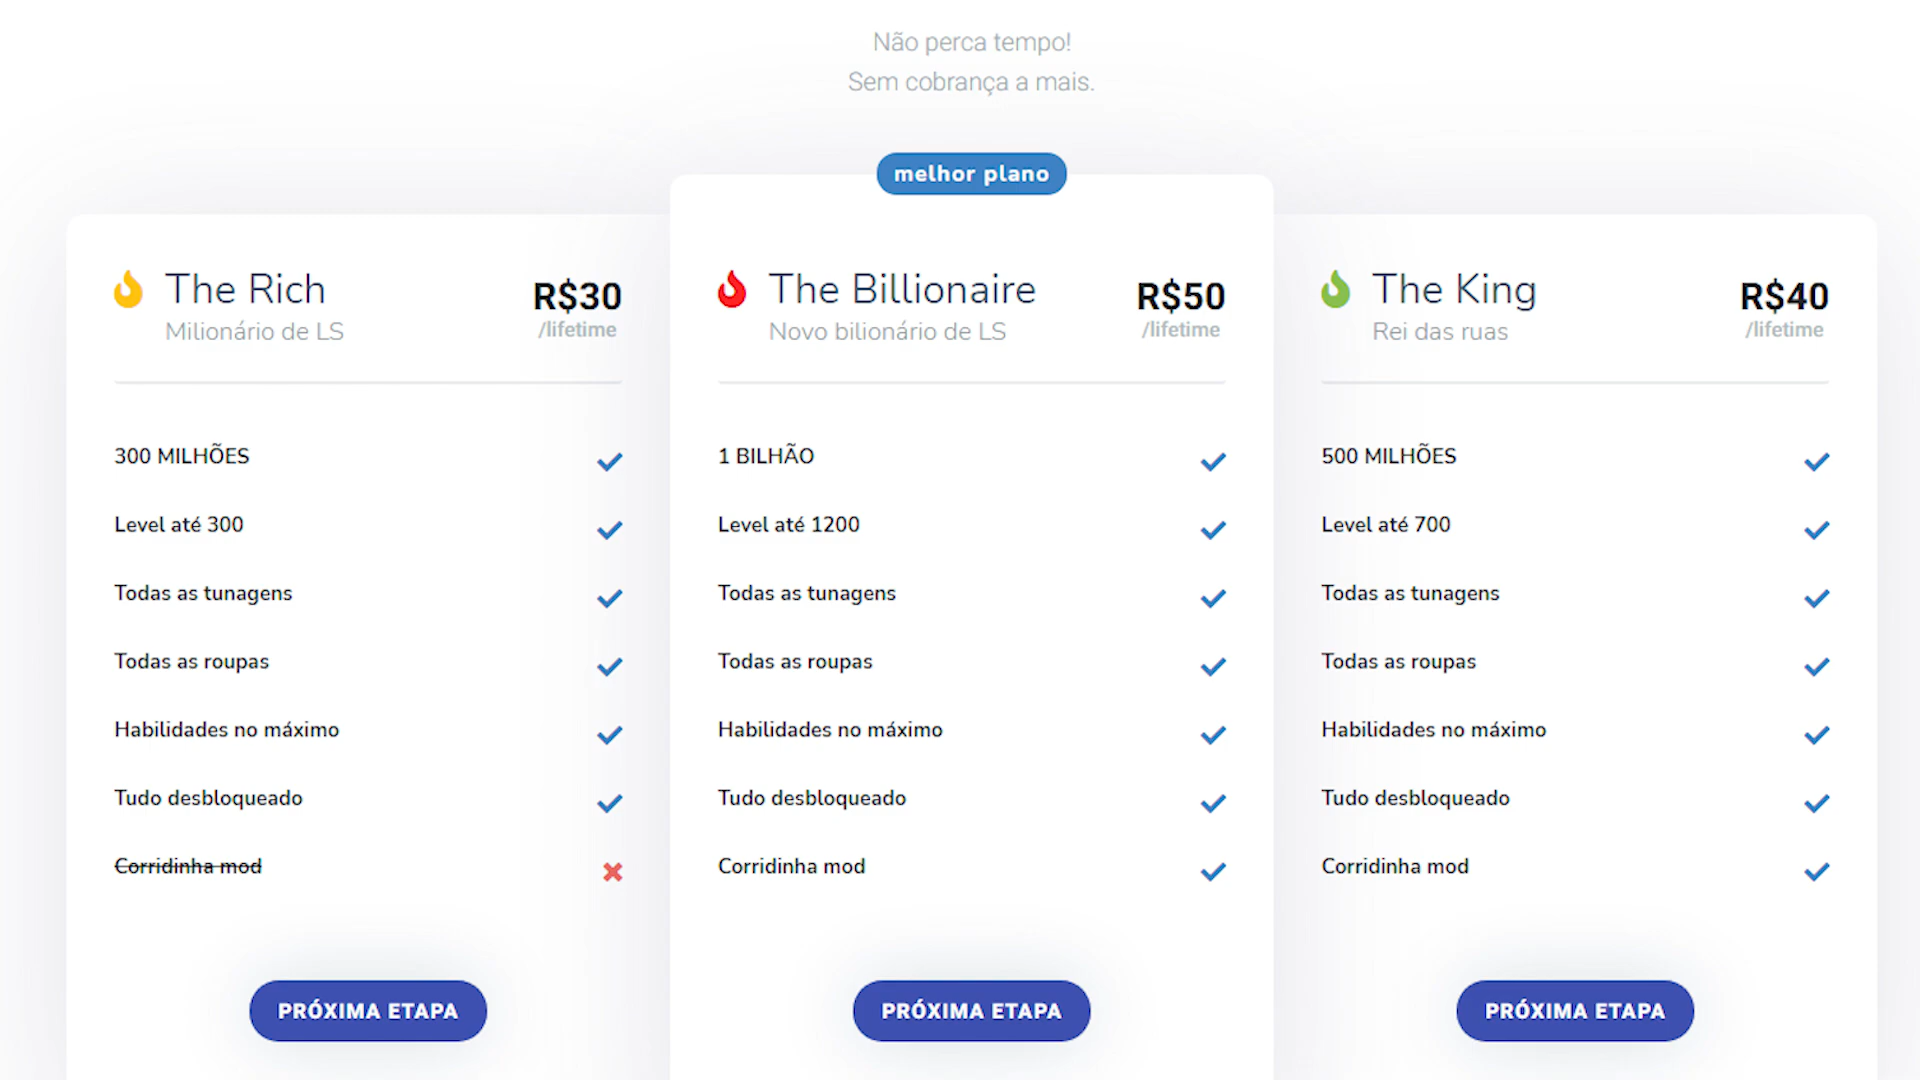 Não perca tempo!
Sem cobrança a mais.
melhor plano
The Rich
R$30
Milionário de LS
/lifetime
300 MILHÕES
Level até 300
Todas as tunagens
Todas as roupas
Habilidades no máximo
Tudo desbloqueado
Corridinha mod
PRÓXIMA ETAPA
The Billionaire
R$50
Novo bilionário de LS
/lifetime
1 BILHÃO
Level até 1200
Todas as tunagens
Todas as roupas
Habilidades no máximo
Tudo desbloqueado
Corridinha mod
PRÓXIMA ETAPA
The King
R$40
Rei das ruas
/lifetime
500 MILHÕES
Level até 700
Todas as tunagens
Todas as roupas
Habilidades no máximo
Tudo desbloqueado
Corridinha mod
PRÓXIMA ETAPA